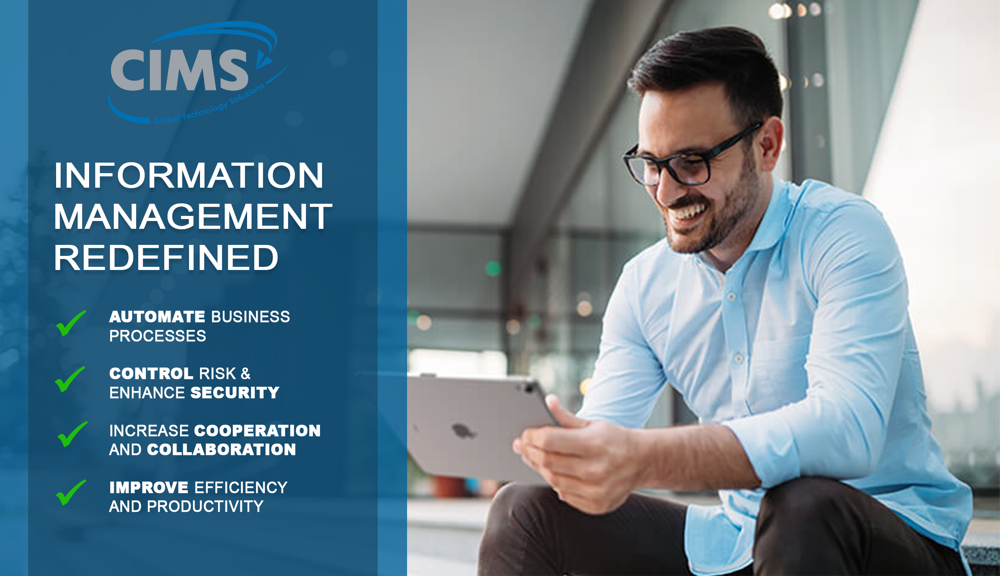 CIMS
Global Technology Solutions
INFORMATION
MANAGEMENT
REDEFINED
AUTOMATE BUSINESS
PROCESSES
CONTROL RISK &
ENHANCE SECURITY
INCREASE COOPERATION
AND COLLABORATION
IMPROVE EFFICIENCY
AND PRODUCTIVITY